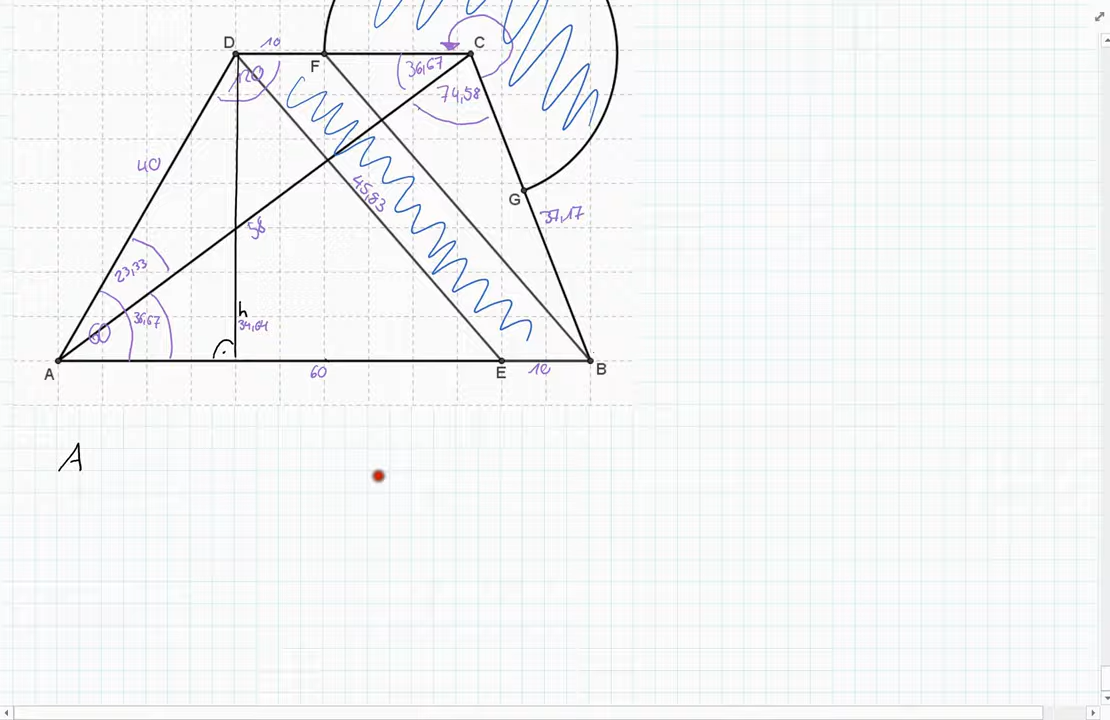 D 10 C
F 36,67
120
74,58
40
45,83
G
37,17
58
23,33
h
36,67 34,64
60
A 60 E 10 B
A